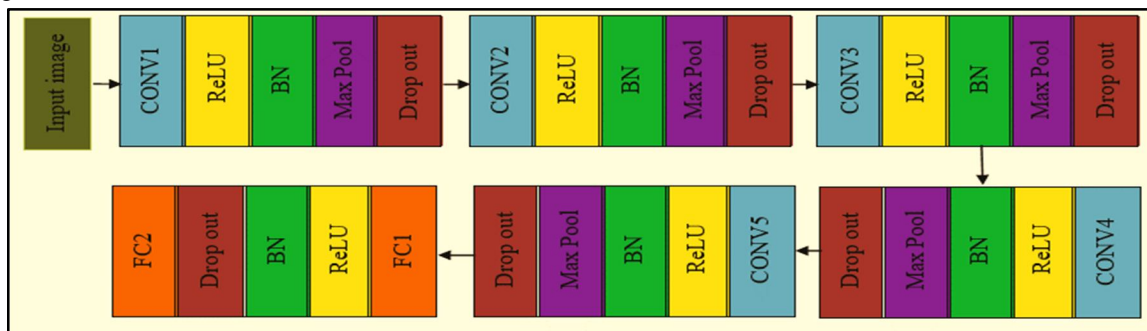 Input image
CONV1
ReLU
BN
Max Pool
Drop out
CONV2
ReLU
BN
Max Pool
Drop out
CONV3
ReLU
BN
Max Pool
Drop out
CONV4
ReLU
BN
Max Pool
Drop out
CONV5
ReLU
BN
Max Pool
Drop out
FC1
ReLU
BN
Drop out
FC2